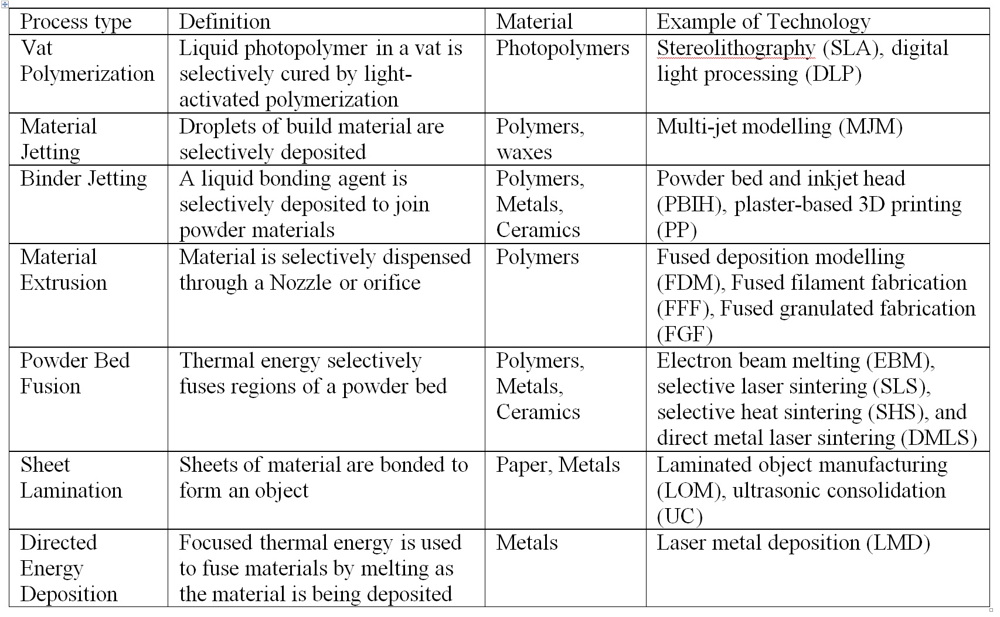 Process type Definition Material Example of Technology
Vat Polymerization
Liquid photopolymer in a vat is
selectively cured by light-
activated polymerization
Photopolymers
Stereolithography (SLA), digital
light processing (DLP)
Material
Jetting
Droplets of build material are
selectively deposited
Polymers,
waxes
Multi-jet modelling (MJM)
Binder Jetting
A liquid bonding agent is
selectively deposited to join
powder materials
Polymers,
Metals,
Ceramics
Powder bed and inkjet head
(PBIH), plaster-based 3D printing
(PP)
Material
Extrusion
Material is selectively dispensed
through a Nozzle or orifice
Polymers
Fused deposition modelling
(FDM), Fused filament fabrication
(FFF), Fused granulated fabrication
(FGF)
Powder Bed
Fusion
Thermal energy selectively
fuses regions of a powder bed
Polymers,
Metals,
Ceramics
Electron beam melting (EBM),
selective laser sintering (SLS),
selective heat sintering (SHS), and
direct metal laser sintering (DMLS)
Sheet
Lamination
Sheets of material are bonded to
form an object
Paper, Metals
Laminated object manufacturing
(LOM), ultrasonic consolidation
(UC)
Directed
Energy
Deposition
Focused thermal energy is used
to fuse materials by melting as
the material is being deposited
Metals
Laser metal deposition (LMD)